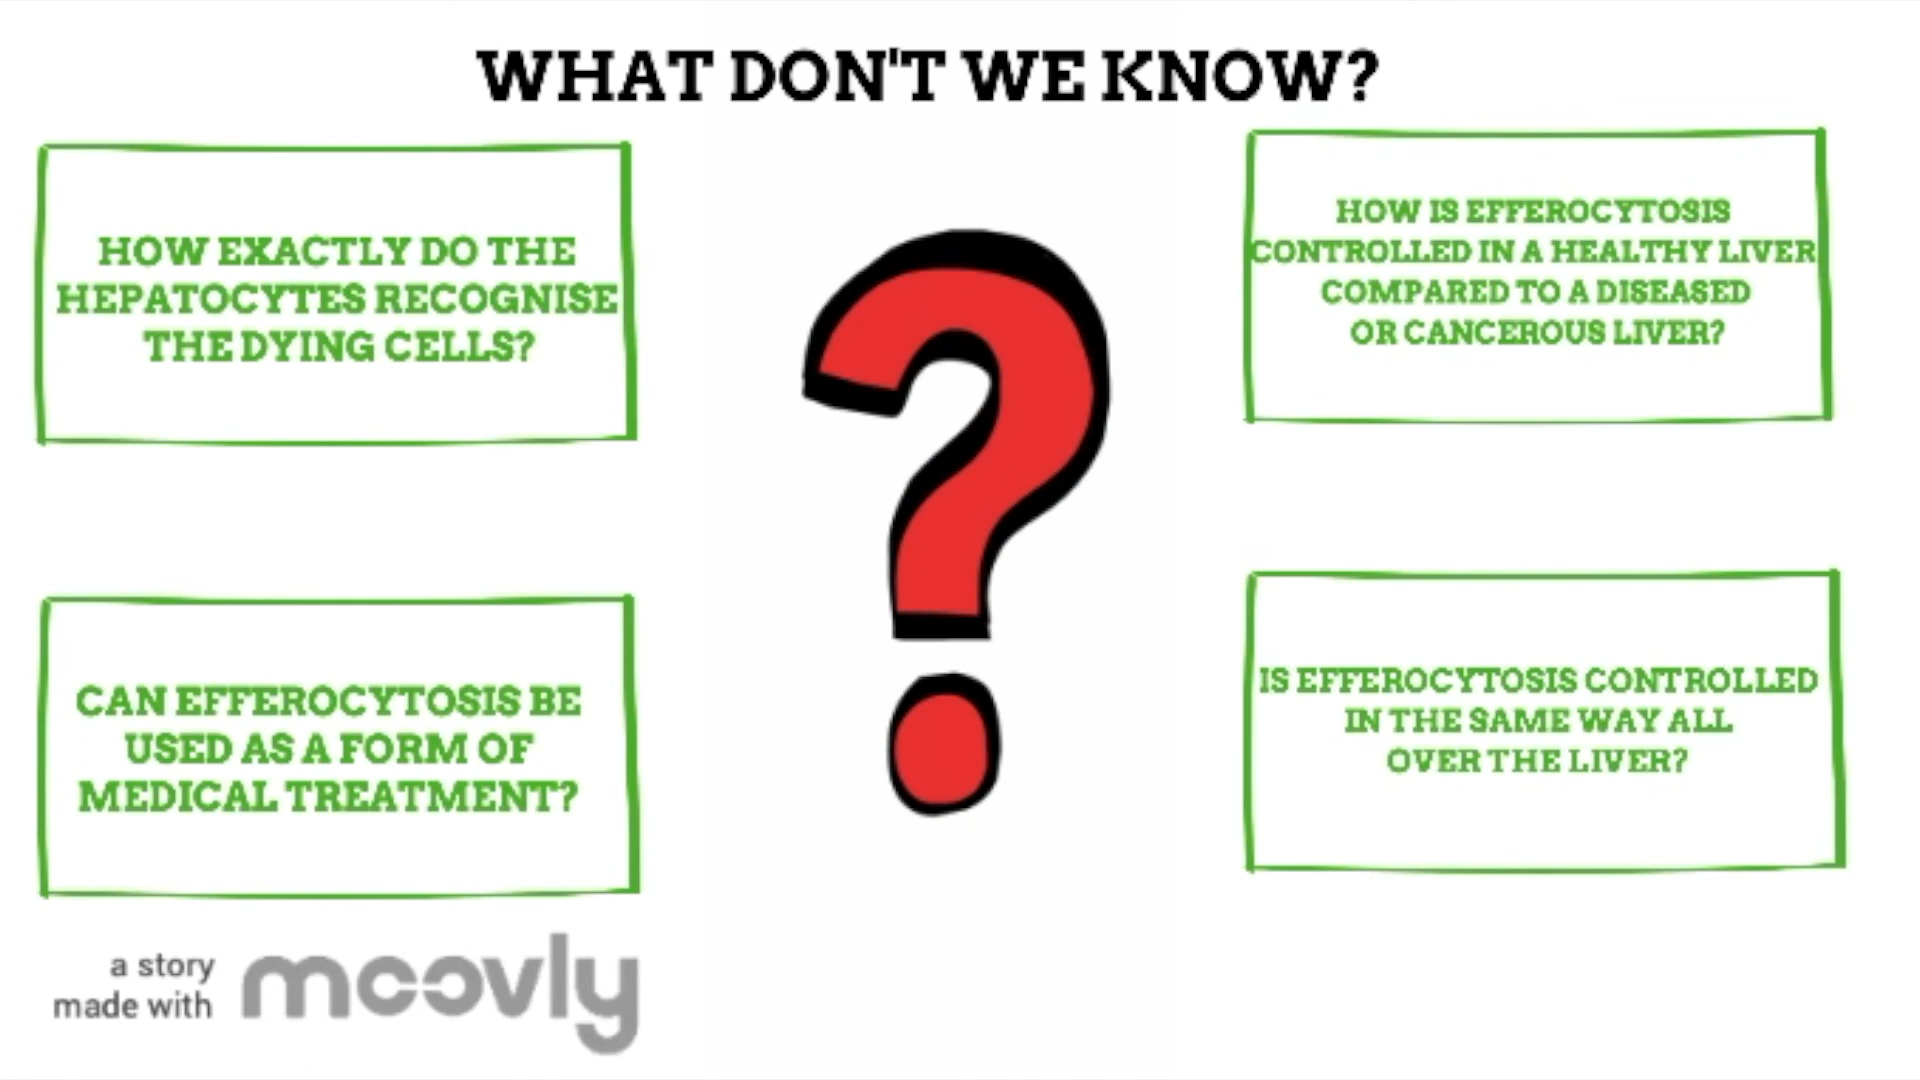 WHAT DON'T WE KNOW?
HOW EXACTLY DO THE
HEPATOCYTES RECOGNISE
THE DYING CELLS?
HOW IS EFFEROCYTOSIS
CONTROLLED IN A HEALTHY LIVER
COMPARED TO A DISEASED
OR CANCEROUS LIVER?
?
CAN EFFEROCYTOSIS BE
USED AS A FORM OF
MEDICAL TREATMENT?
IS EFFEROCYTOSIS CONTROLLED
IN THE SAME WAY ALL
OVER THE LIVER?
a story
made with
moovly